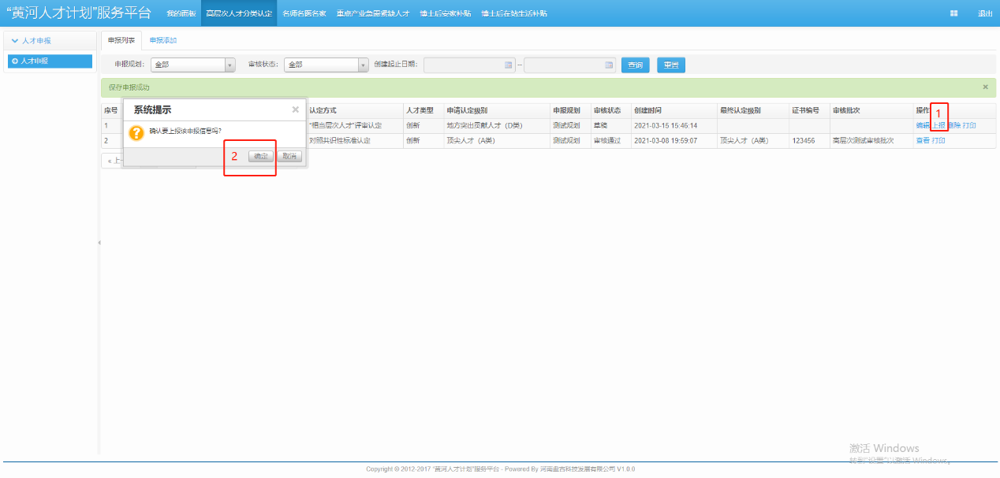 “黄河人才计划”服务平台 我的面板 高层次人才分类认定 名师名医名家 重点产业急需紧缺人才 博士后安家补贴 博士后在站生活补贴 退出
人才申报
人才申报
申报列表 申报添加
申报规划: 全部 审核状态: 全部 创建起止日期: -- 查询 重置
保存申报成功 ×
序号 认定方式 人才类型 申请认定级别 申报规划 审核状态 创建时间 最终认定级别 证书编号 审核批次 操作
1 “相当层次人才”评审认定 创新 地方突出贡献人才（D类） 测试规划 草稿 2021-03-15 15:46:14 编辑 上报 删除 打印
2 对照共识性标准认定 创新 顶尖人才（A类） 测试规划 审核通过 2021-03-08 19:59:07 顶尖人才（A类） 123456 高层次测试审核批次 查看 打印
« 上一
系统提示 ×
确认要上报该申报信息吗?
确定 取消
1
2
激活 Windows
转到“设置”以激活 Windows。
Copyright © 2012-2017 “黄河人才计划”服务平台 - Powered By 河南盘古科技发展有限公司 V1.0.0